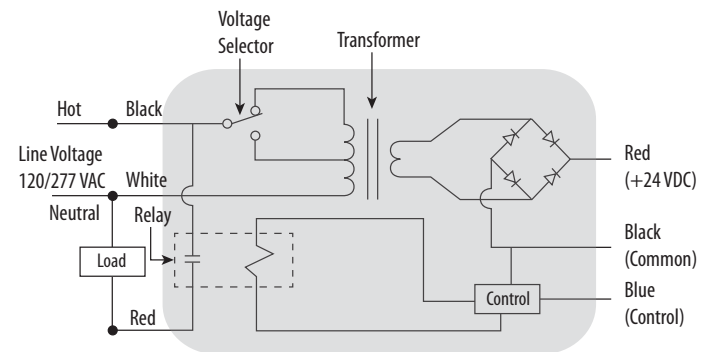 Voltage
Selector
Transformer
Hot
Black
Line Voltage
120/277 VAC
White
Neutral
Relay
Load
Red
Red
(+24 VDC)
Black
(Common)
Control
Blue
(Control)